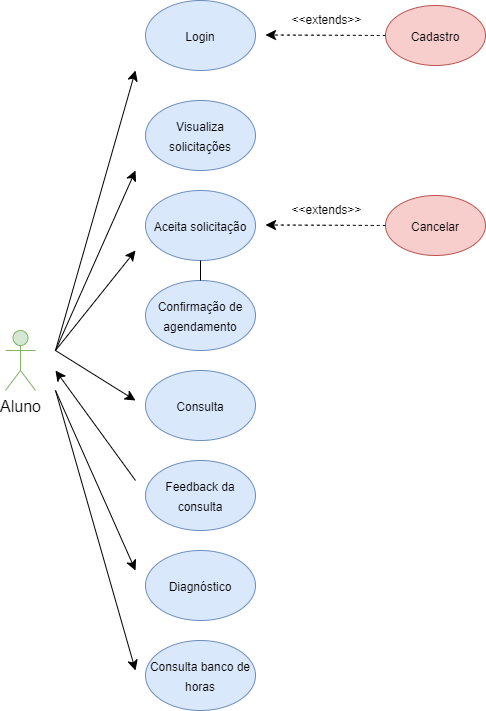 Login
<<extends>>
Cadastro
Visualiza
solicitações
Aceita solicitação
<<extends>>
Cancelar
Confirmação de
agendamento
Aluno
Consulta
Feedback da
consulta
Diagnóstico
Consulta banco de
horas